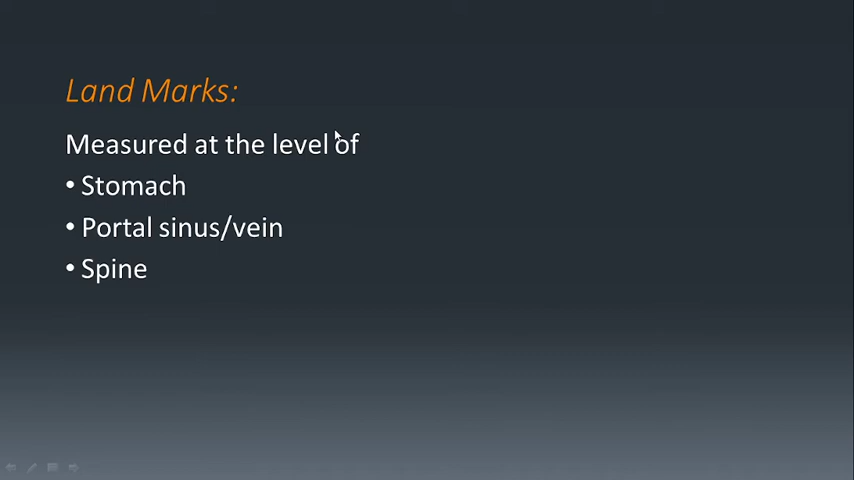 Land Marks:
Measured at the level of
• Stomach
• Portal sinus/vein
• Spine